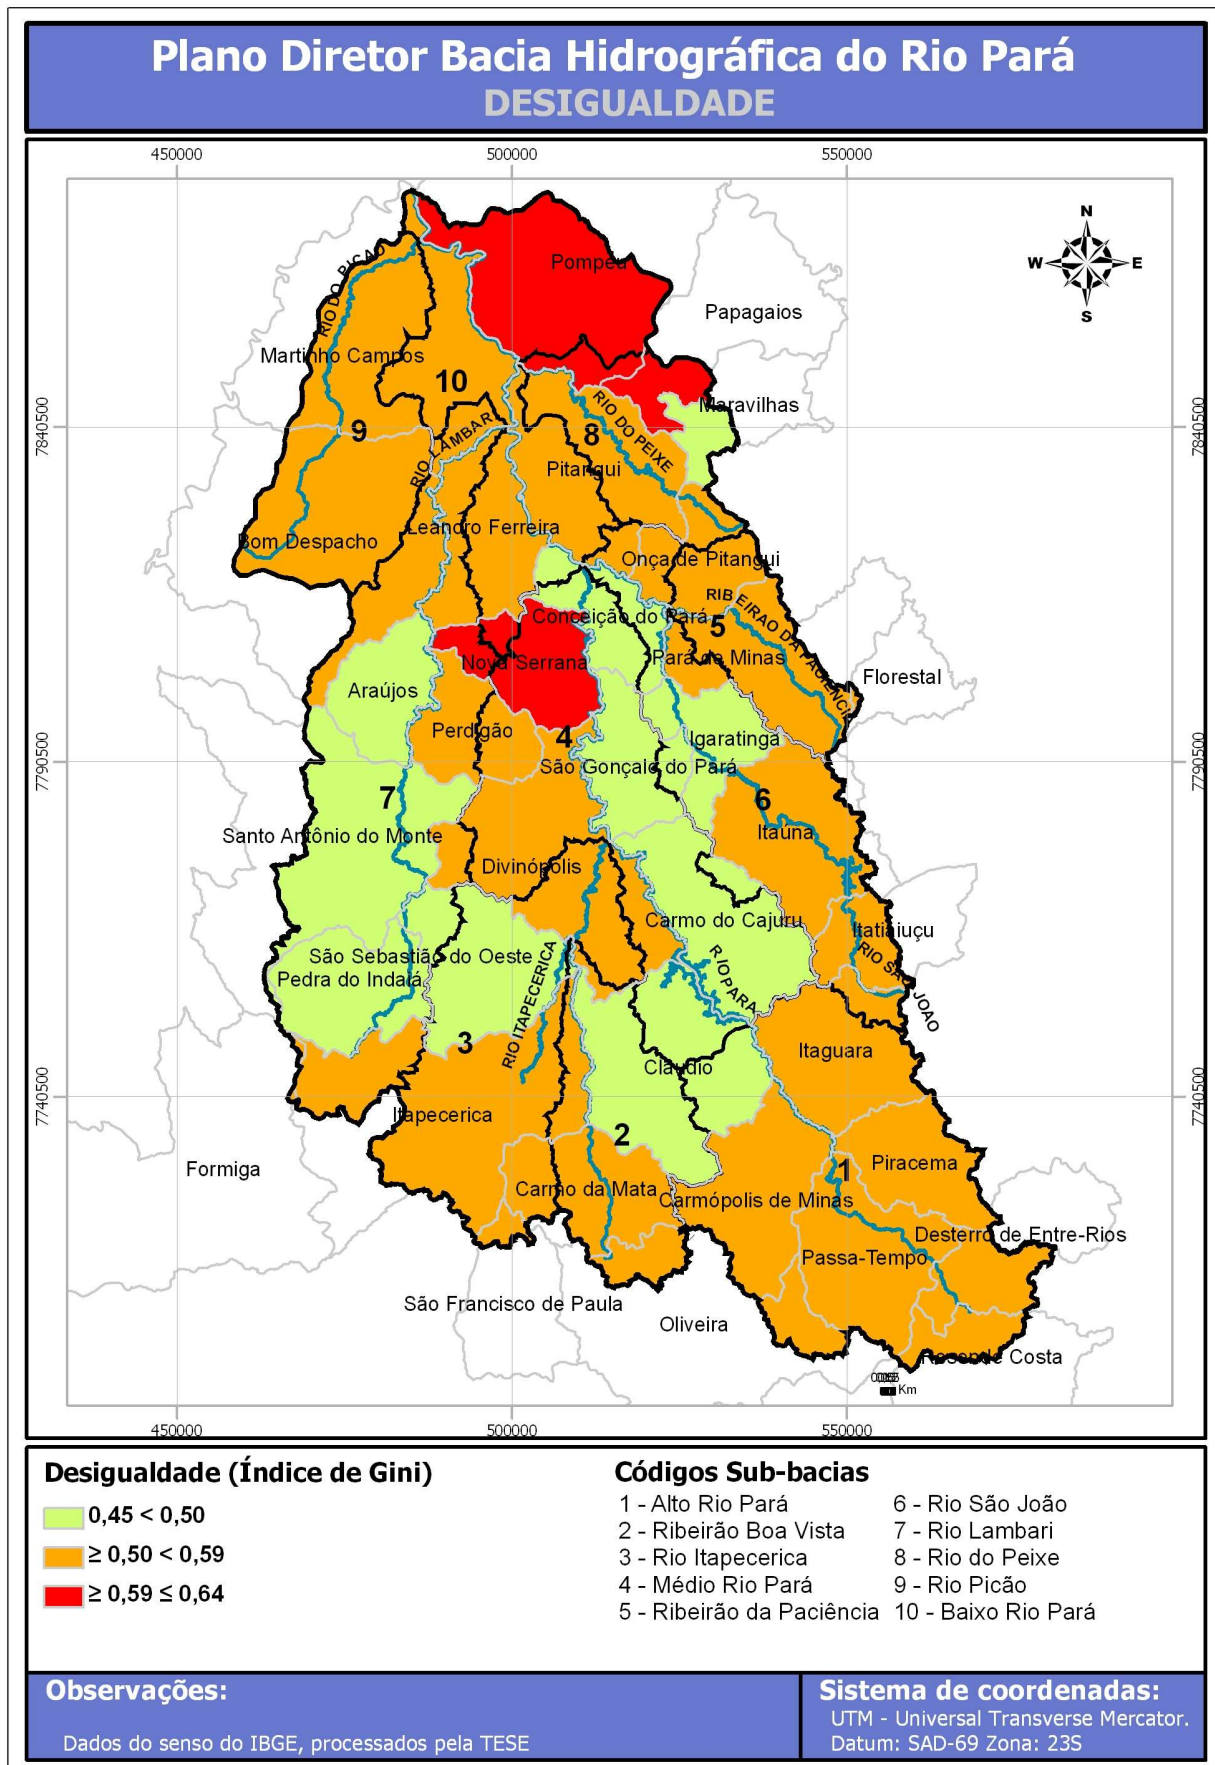 Plano Diretor Bacia Hidrográfica do Rio Pará
DESIGUALDADE
450000
500000
550000
N
W
E
S
Pompéu
Papagaios
RIO DO PICAO
Martinho Campos
10
Maravilhas
7840500
7840500
9
RIO LAMBARI
8
RIO DO PEIXE
Pitangui
Bom Despacho
Leandro Ferreira
Onça de Pitangui
RIBEIRAO DA PACIENCIA
Conceição do Pará
5
Nova Serrana
Pará de Minas
Florestal
Araújos
Perdigão
4
Igaratinga
7790500
7790500
São Gonçalo do Pará
7
6
Santo Antônio do Monte
Itaúna
Divinópolis
Carmo do Cajuru
Itatiaiuçu
São Sebastião do Oeste
Pedra do Indaiá
RIO ITAPECERICA
RIO PARA
RIO SAO JOAO
3
Itaguara
Cláudio
7740500
7740500
Itapecerica
2
Formiga
1
Piracema
Carmo da Mata
Carmópolis de Minas
Desterro de Entre-Rios
Passa-Tempo
São Francisco de Paula
Oliveira
Resende Costa
Km
450000
500000
550000
Desigualdade (Índice de Gini)
0,45 < 0,50
≥ 0,50 < 0,59
≥ 0,59 ≤ 0,64
Códigos Sub-bacias
1 - Alto Rio Pará
2 - Ribeirão Boa Vista
3 - Rio Itapecerica
4 - Médio Rio Pará
5 - Ribeirão da Paciência
6 - Rio São João
7 - Rio Lambari
8 - Rio do Peixe
9 - Rio Picão
10 - Baixo Rio Pará
Observações:
Dados do senso do IBGE, processados pela TESE
Sistema de coordenadas:
UTM - Universal Transverse Mercator.
Datum: SAD-69 Zona: 23S